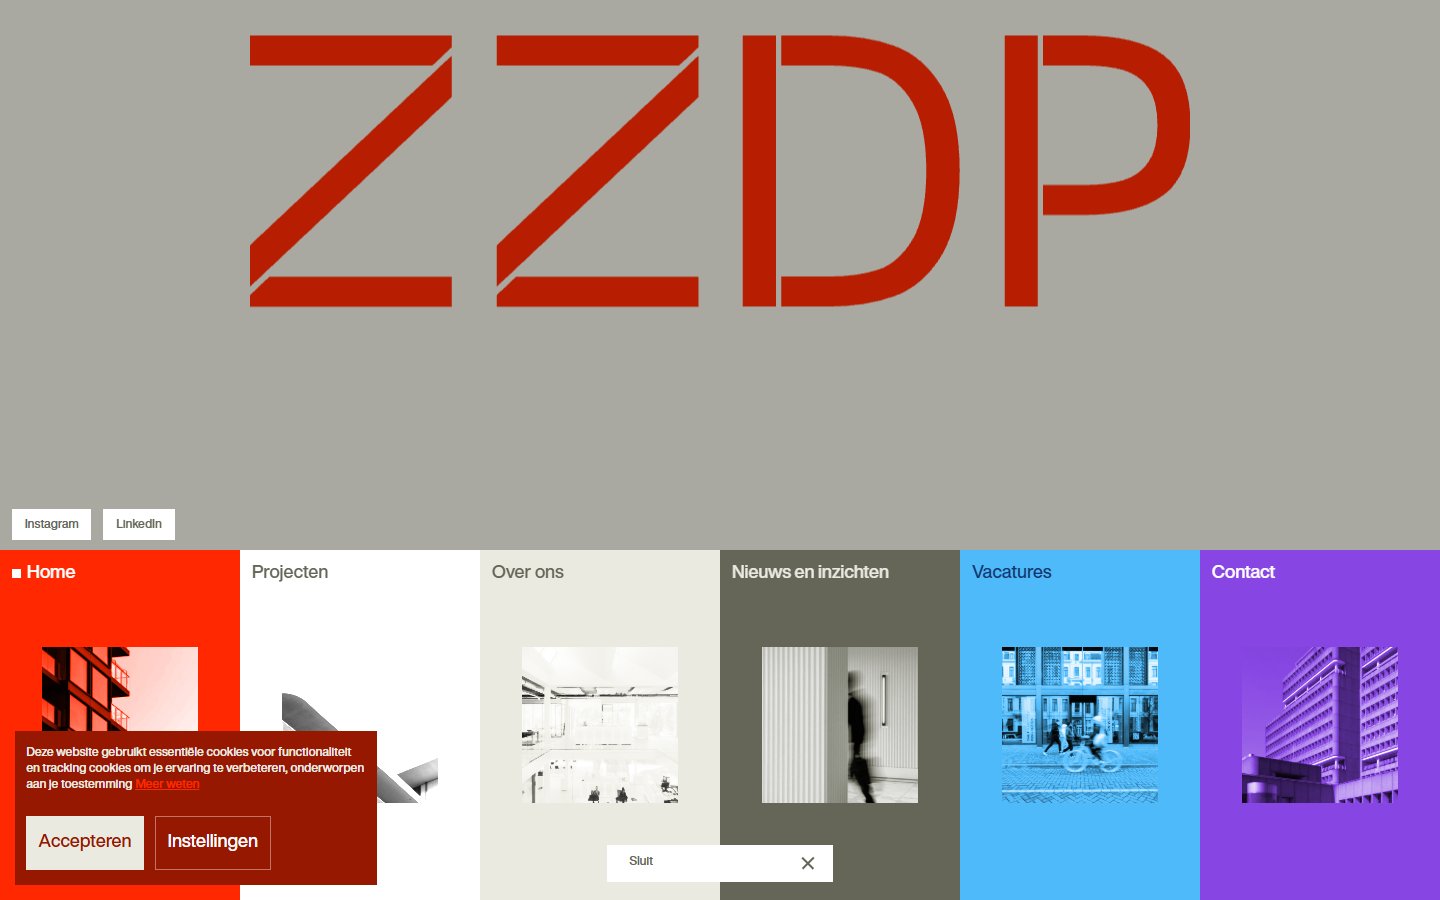 ZZDP
Instagram
LinkedIn
Home
Projecten
Over ons
Nieuws en inzichten
Vacatures
Contact
Deze website gebruikt essentiële cookies voor functionaliteit
en tracking cookies om je ervaring te verbeteren, onderworpen
aan je toestemming Meer weten
Accepteren
Instellingen
Sluit